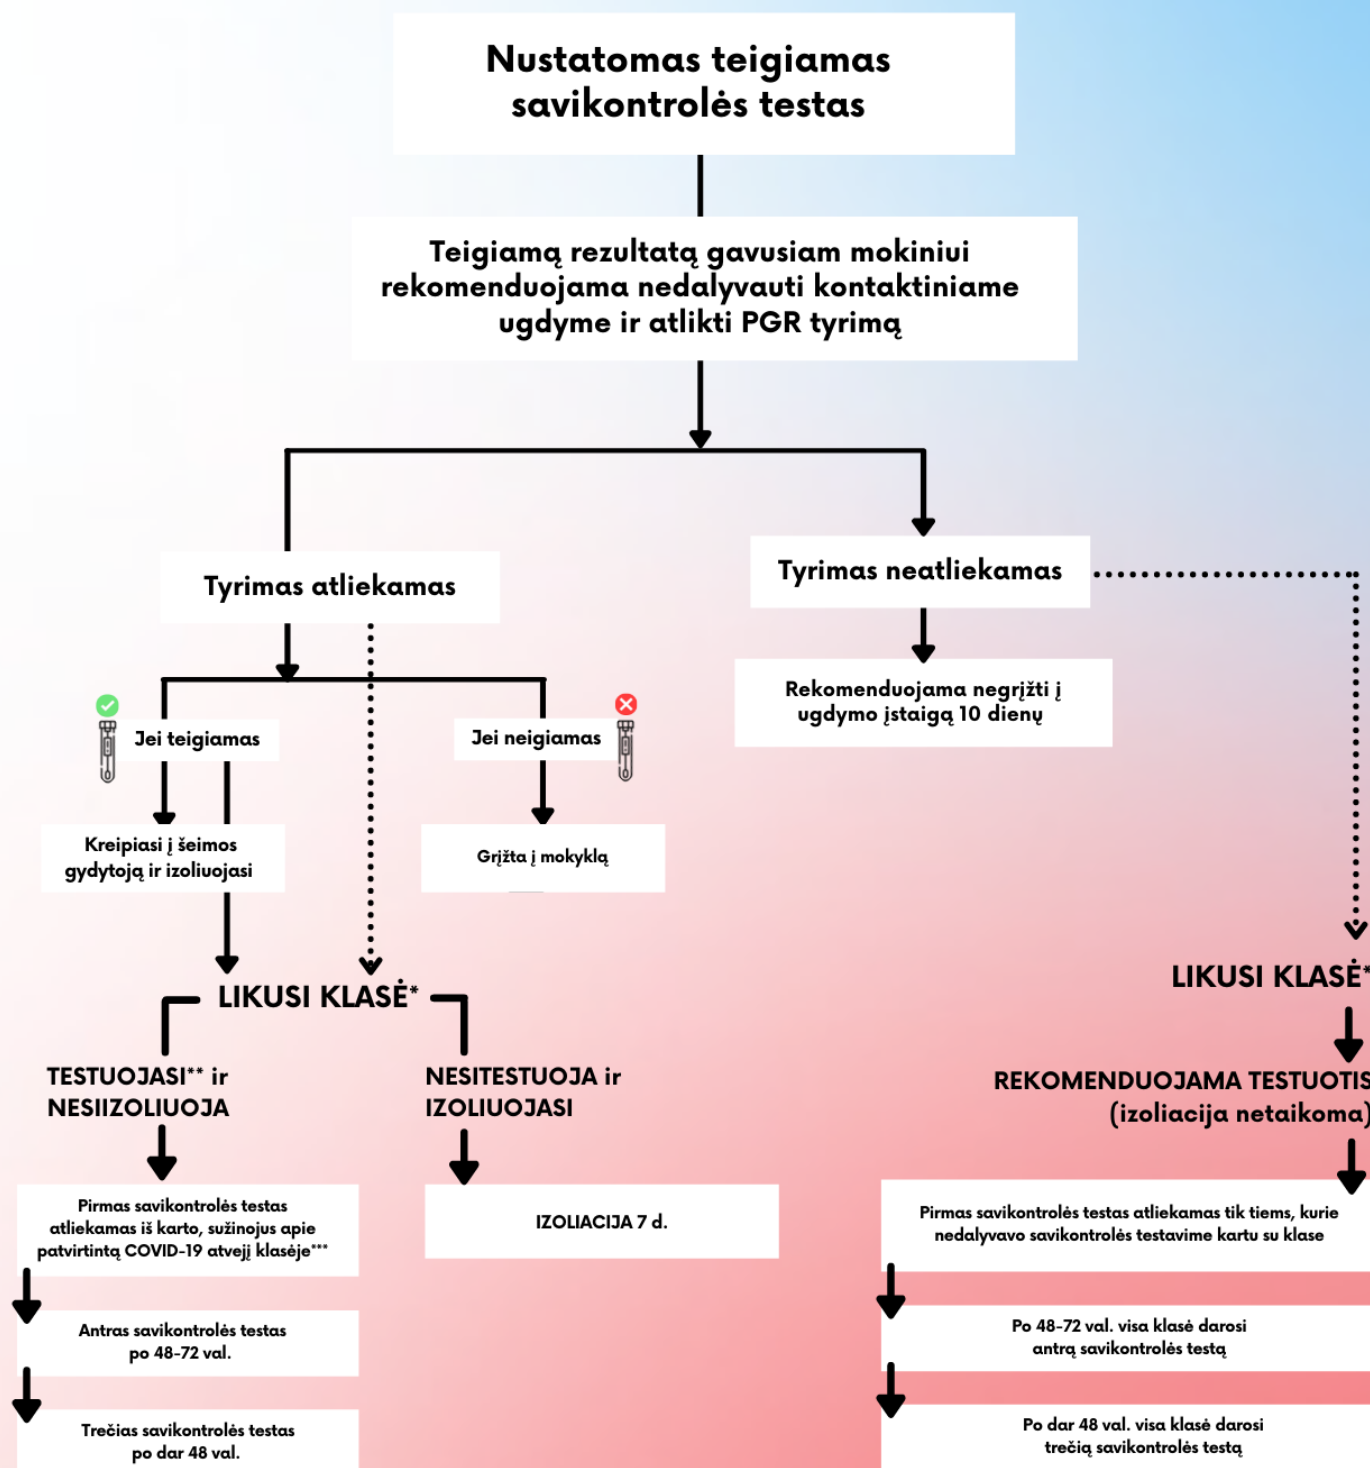 Nustatomas teigiamas
savikontrolės testas
Teigiamą rezultatą gavusiam mokiniui
rekomenduojama nedalyvauti kontaktiniame
ugdyme ir atlikti PGR tyrimą
Tyrimas atliekamas
Tyrimas neatliekamas
Rekomenduojama negrįžti į
ugdymo įstaigą 10 dienų
Jei teigiamas
Jei neigiamas
Kreipiasi į šeimos
gydytoją ir izoliuojasi
Grįžta į mokyklą
LIKUSI KLASĖ*
TESTUOJASI** ir
NESIIZOLIUOJA
NESITESTUOJA ir
IZOLIUOJASI
Pirmas savikontrolės testas
atliekamas iš karto, sužinojus apie
patvirtintą COVID-19 atvejį klasėje***
IZOLIACIJA 7 d.
Antras savikontrolės testas
po 48-72 val.
Trečias savikontrolės testas
po dar 48 val.
LIKUSI KLASĖ*
REKOMENDUOJAMA TESTUOTIS
(izoliacija netaikoma)
Pirmas savikontrolės testas atliekamas tik tiems, kurie
nedalyvavo savikontrolės testavime kartu su klase
Po 48-72 val. visa klasė darosi
antrą savikontrolės testą
Po dar 48 val. visa klasė darosi
trečią savikontrolės testą